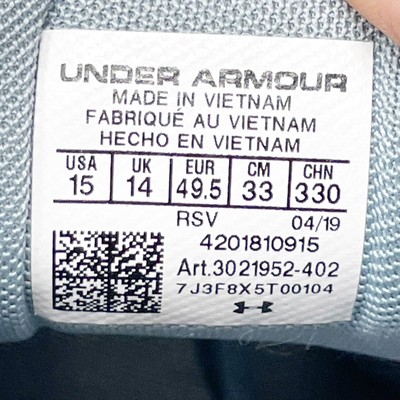 UNDER ARMOUR
MADE IN VIETNAM
FABRIQUÉ AU VIETNAM
HECHO EN VIETNAM
USA UK EUR CM CHN
15 14 49.5 33 330
RSV 04/19
4201810915
Art.3021952-402
7J3F8X5T00104